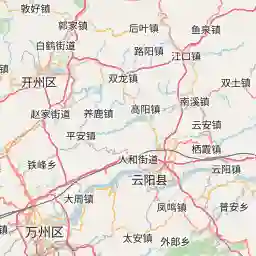 敦好镇
郭家镇
后叶镇
鱼泉镇
白鹤街道
路阳镇
江口镇
开州区
双龙镇
双土镇
赵家街道
养鹿镇
高阳镇
南溪镇
云安镇
平安镇
栖霞镇
铁峰乡
人和街道
云阳镇
云阳县
大周镇
凤鸣镇
普安乡
万州区
太安镇
外郎乡